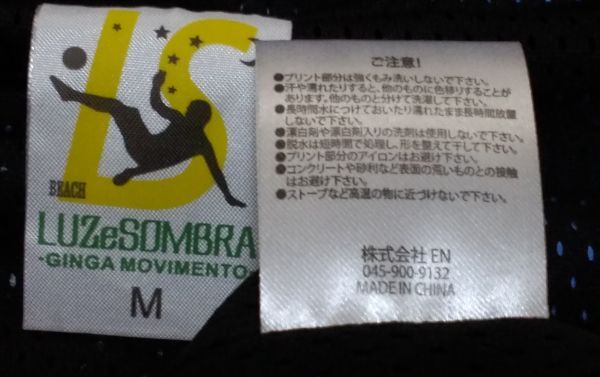 LS
BEACH
LUZeSOMBRA
・GINGA MOVIMENTO・
M
ご注意!
●プリント部分は強くもみ洗いしないで下さい。
●汗や濡れたりすると、他のものに色移りすることが
あります。他のものと分けて洗濯して下さい。
●長時間水につけておいたり濡れたまま長時間放置
しないで下さい。
●漂白剤や漂白剤入りの洗剤は使用しないで下さい。
●脱水は短時間で処理し、形を整えて干して下さい。
●プリント部分のアイロンはお避け下さい。
●コンクリートや砂利など表面の荒いものとの接触
はお避け下さい。
●ストーブなど高温の物に近づけないで下さい。
株式会社 EN
045-900-9132
MADE IN CHINA